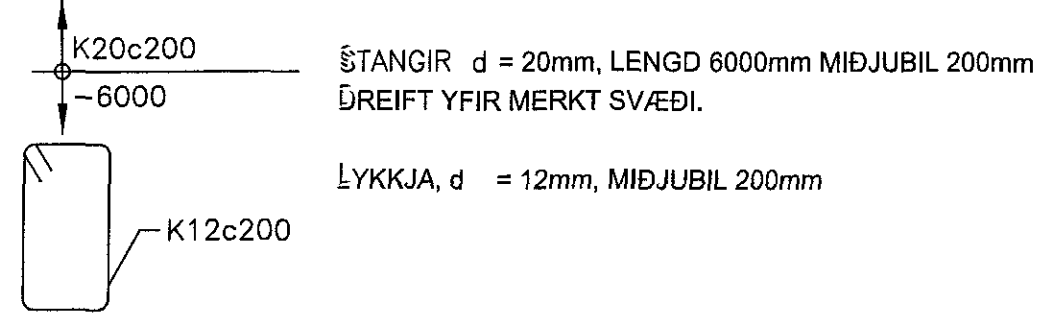 K20c200
-6000
STANGIR d = 20mm, LENGD 6000mm MIÐJUBIL 200mm
DREIFT YFIR MERKT SVÆÐI.
LYKKJA, d = 12mm, MIÐJUBIL 200mm
K12c200